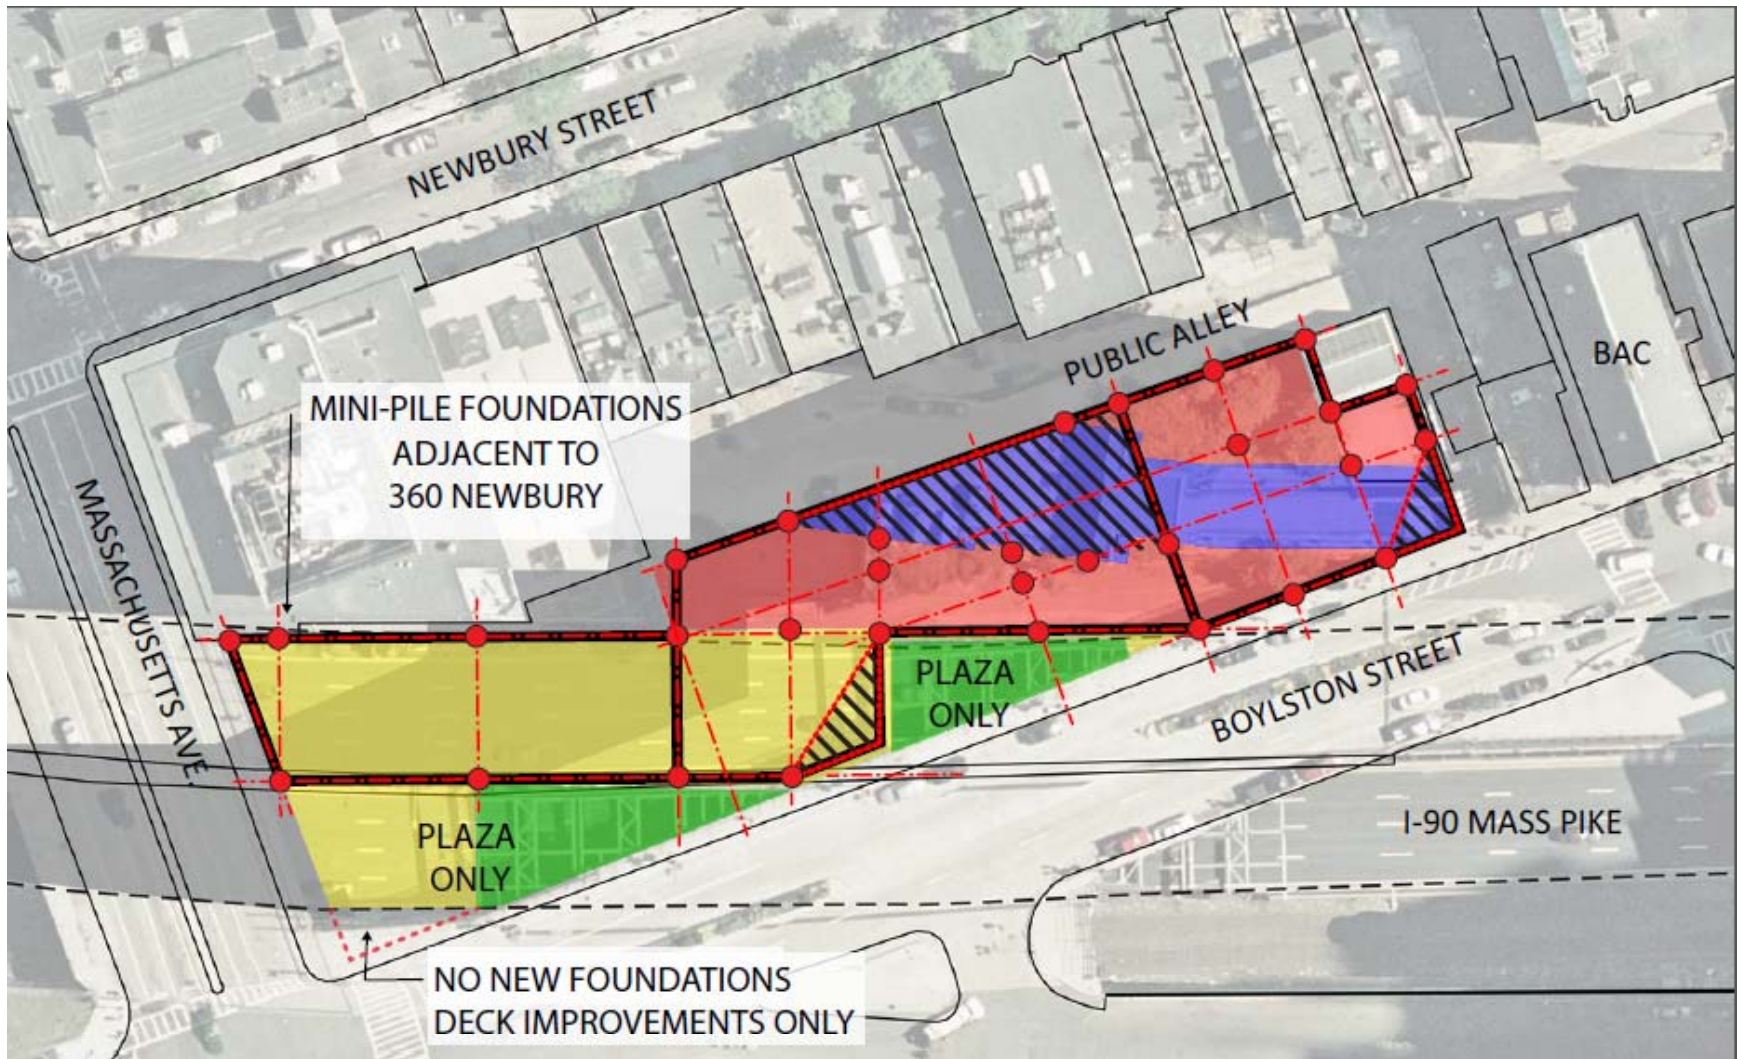 NEWBURY STREET
PUBLIC ALLEY
BAC
MINI-PILE FOUNDATIONS
ADJACENT TO
360 NEWBURY
MASSACHUSETTS AVE.
PLAZA
ONLY
BOYLSTON STREET
PLAZA
ONLY
I-90 MASS PIKE
NO NEW FOUNDATIONS
DECK IMPROVEMENTS ONLY